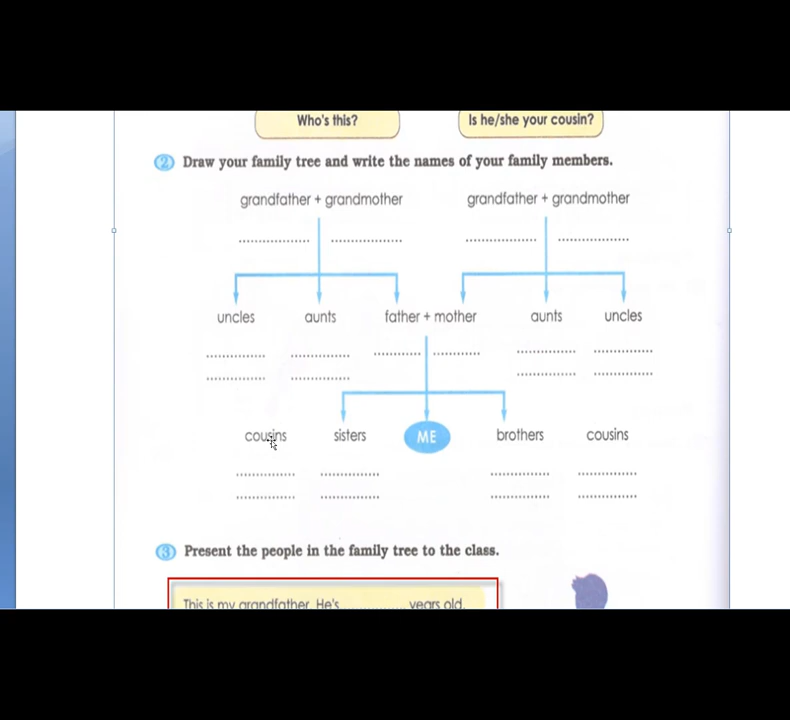 Who's this?
Is he/she your cousin?
2 Draw your family tree and write the names of your family members.
grandfather + grandmother
grandfather + grandmother
uncles
aunts
father + mother
aunts
uncles
cousins
sisters
ME
brothers
cousins
3 Present the people in the family tree to the class.
This is my grandfather. He's ............... years old.